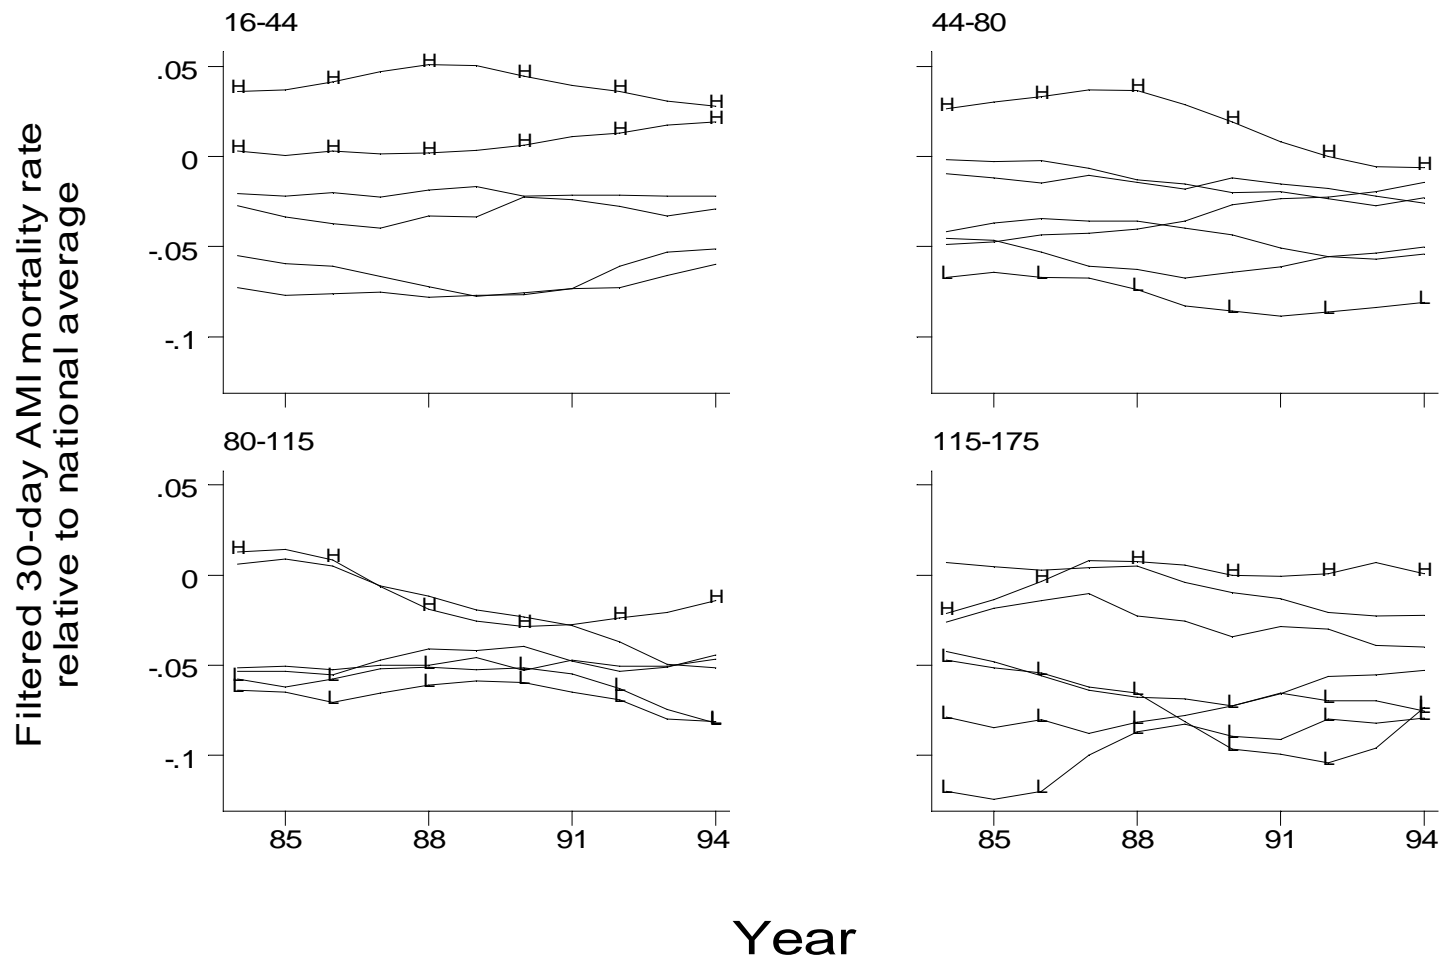 Filtered 30-day AMI mortality rate
relative to national average
16-44
.05
0
-.05
-.1
H H H H H H
H H H H H H
44-80
H H H H H H
L L L L L L
80-115
.05
0
-.05
-.1
H H H H H H
L L L L L L
L L L L L L
85 88 91 94
115-175
H H H H H H
L L L L L L
L L L L L L
L L L L L L
85 88 91 94
Year